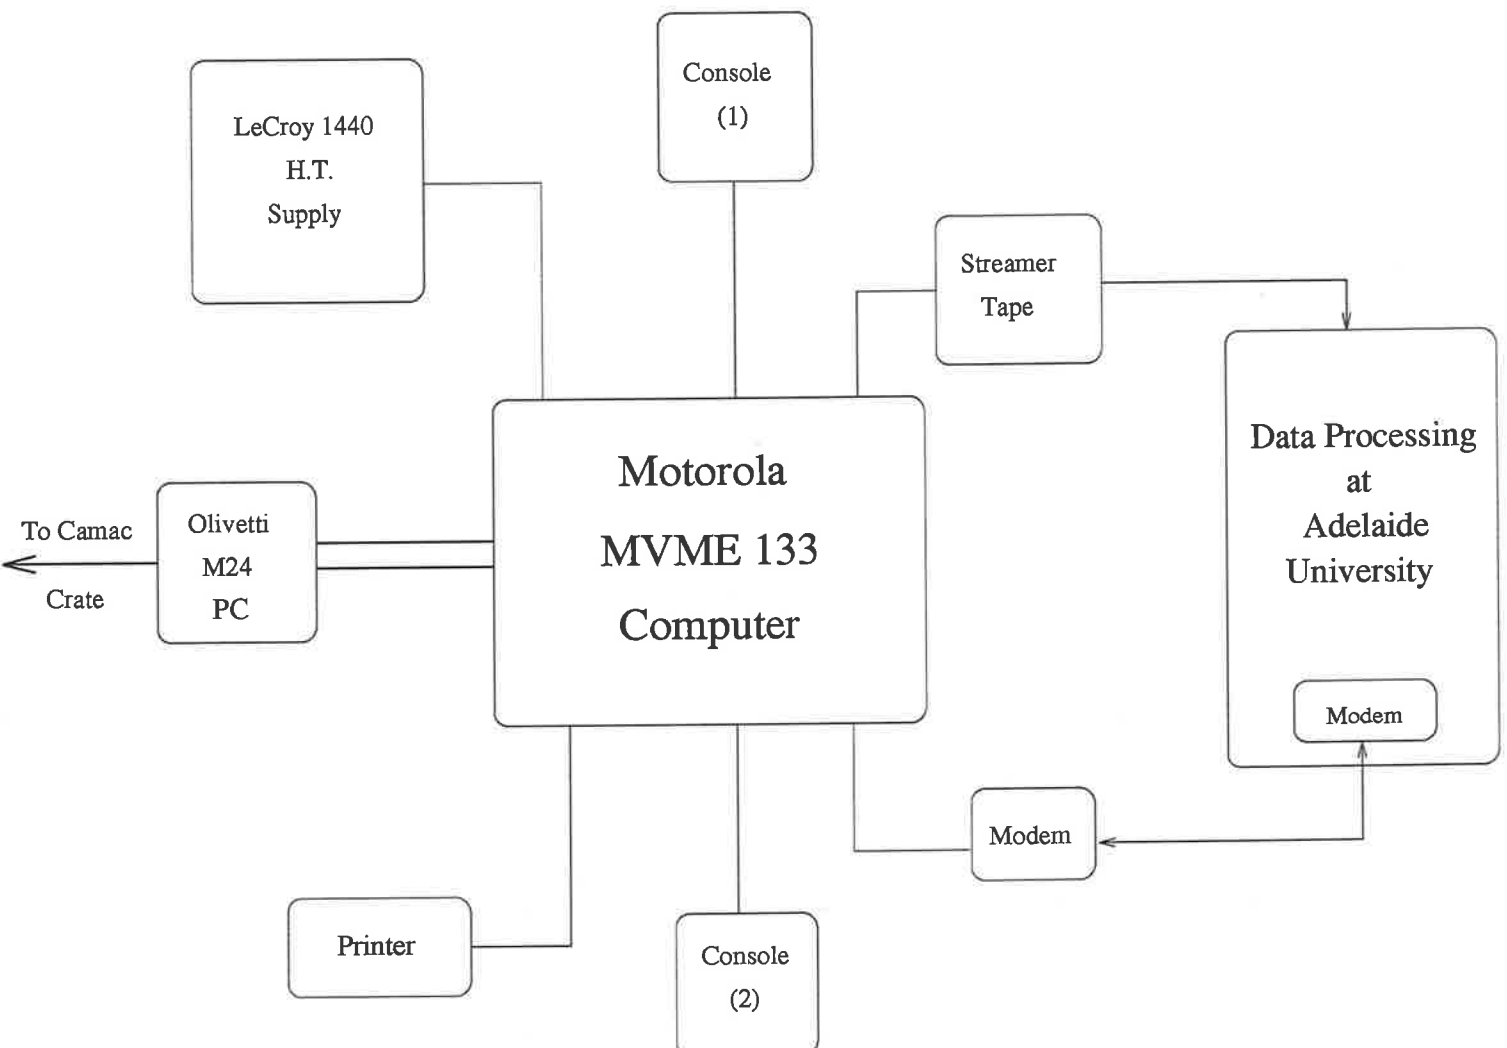 Console
(1)
LeCroy 1440
H.T.
Supply
Streamer
Tape
Data Processing
at
Adelaide
University
Modem
Motorola
MVME 133
Computer
Olivetti
M24
PC
To Camac
Crate
Modem
Printer
Console
(2)